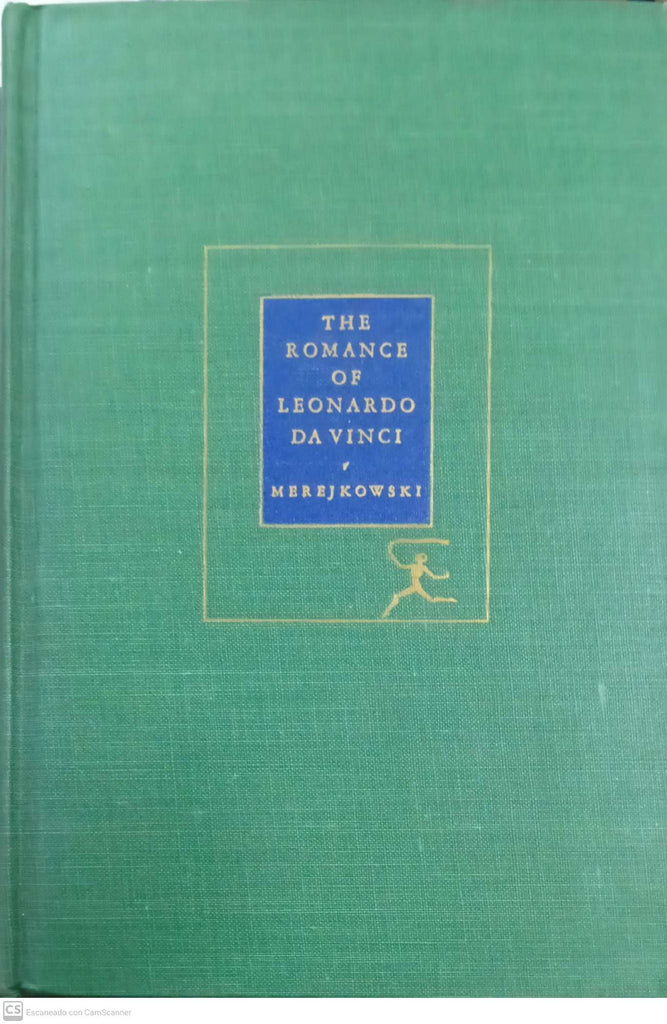 THE
ROMANCE
OF
LEONARDO
DA VINCI
MEREJKOWSKI
CS Escaneado con CamScanner